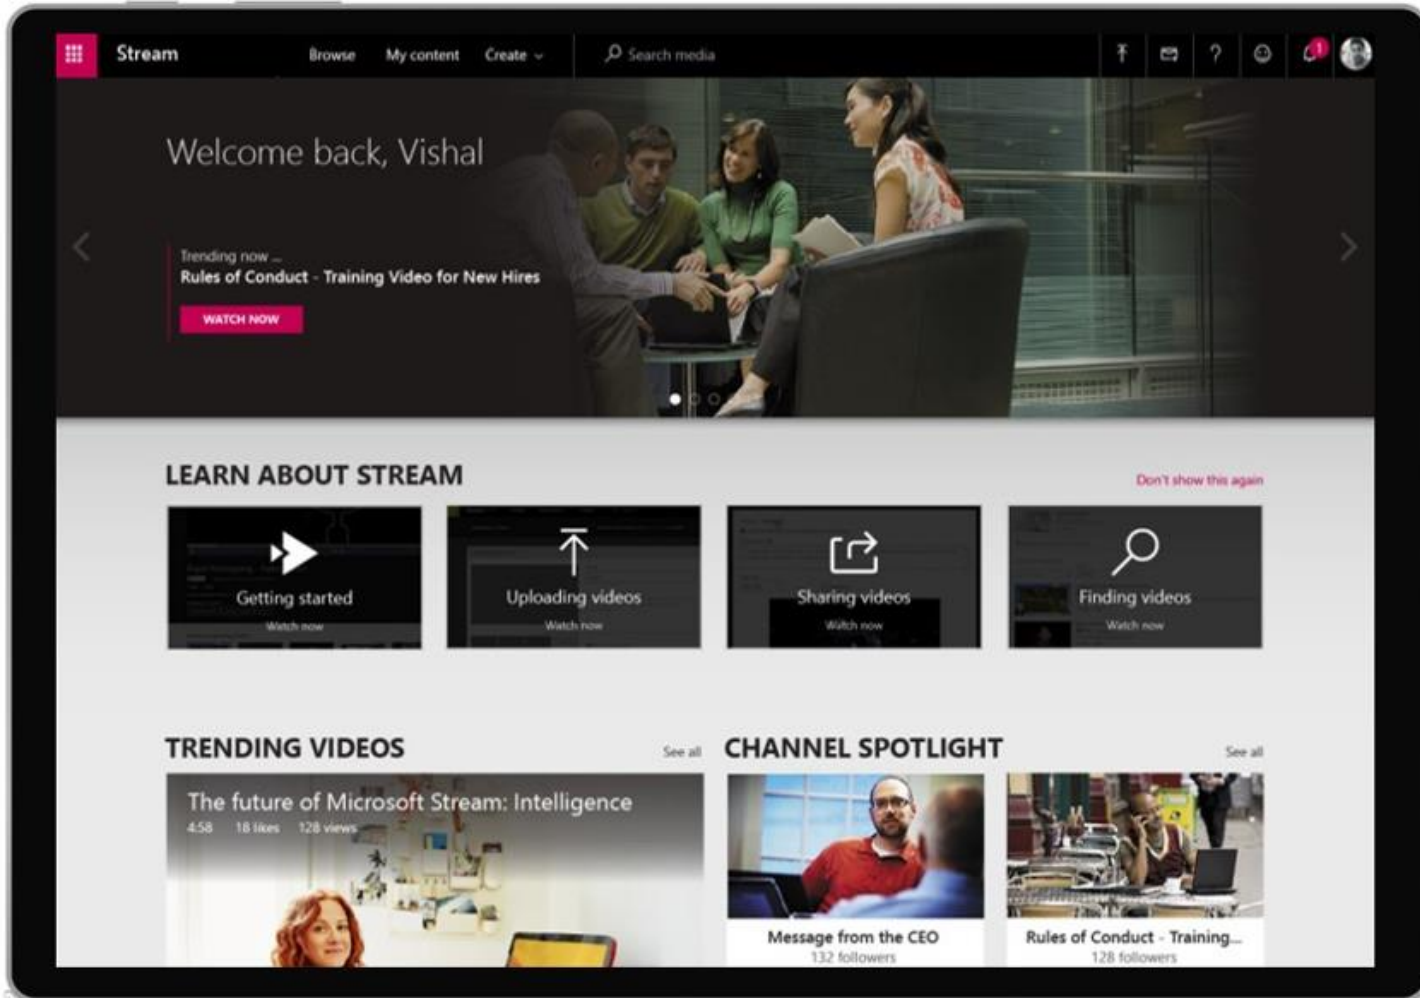 Stream
Browse My content Create
Search media
1
Welcome back, Vishal
Trending now ...
Rules of Conduct - Training Video for New Hires
WATCH NOW
LEARN ABOUT STREAM
Don't show this again
Getting started
Watch now
Uploading videos
Watch now
Sharing videos
Watch now
Finding videos
Watch now
TRENDING VIDEOS
See all
The future of Microsoft Stream: Intelligence
4:58 18 likes 128 views
CHANNEL SPOTLIGHT
See all
Message from the CEO
132 followers
Rules of Conduct - Training...
128 followers